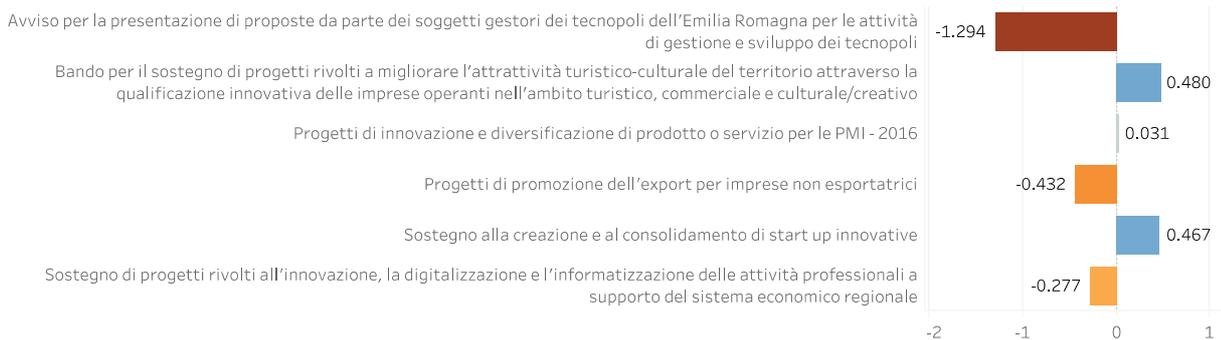 Avviso per la presentazione di proposte da parte dei soggetti gestori dei tecnopoli dell'Emilia Romagna per le attività
di gestione e sviluppo dei tecnopoli
-1.294
Bando per il sostegno di progetti rivolti a migliorare l'attrattività turistico-culturale del territorio attraverso la
qualificazione innovativa delle imprese operanti nell'ambito turistico, commerciale e culturale/creativo
0.480
Progetti di innovazione e diversificazione di prodotto o servizio per le PMI - 2016
0.031
Progetti di promozione dell'export per imprese non esportatrici
-0.432
Sostegno alla creazione e al consolidamento di start up innovative
0.467
Sostegno di progetti rivolti all'innovazione, la digitalizzazione e l'informatizzazione delle attività professionali a
supporto del sistema economico regionale
-0.277
-2 -1 0 1